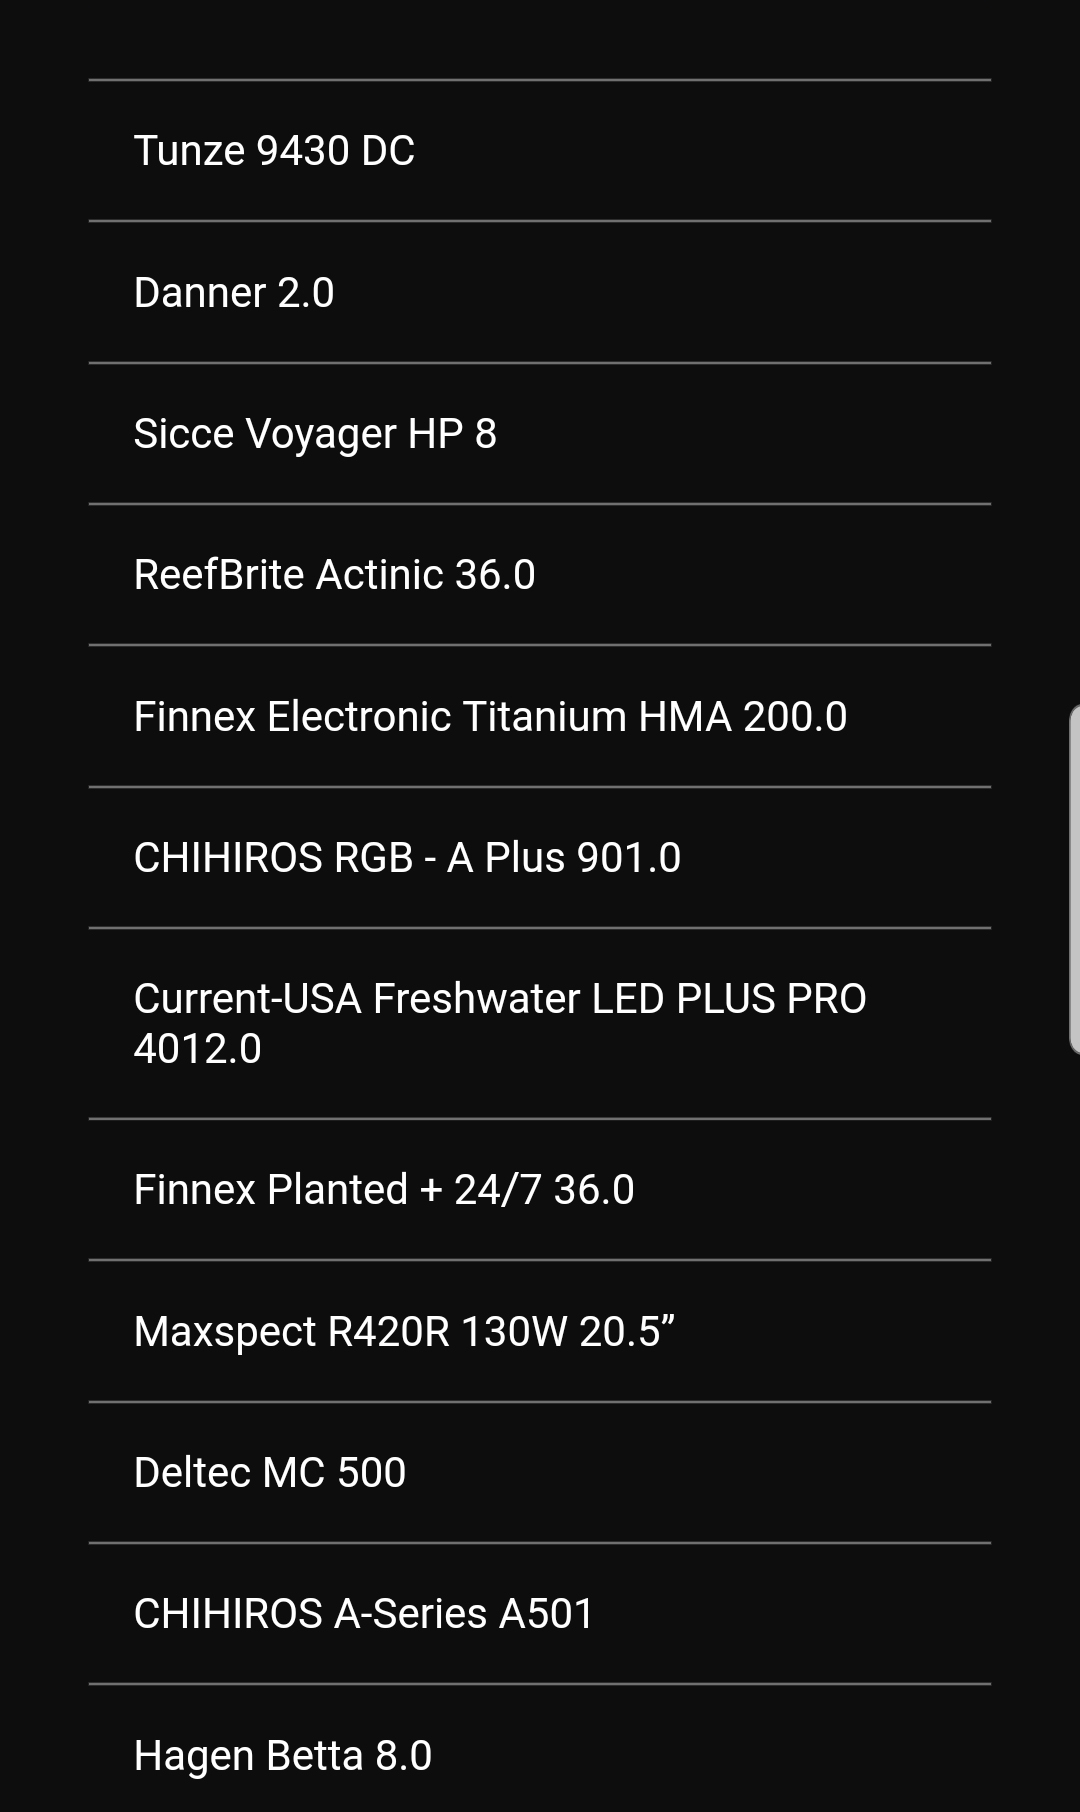 Tunze 9430 DC
Danner 2.0
Sicce Voyager HP 8
ReefBrite Actinic 36.0
Finnex Electronic Titanium HMA 200.0
CHIHIROS RGB - A Plus 901.0
Current-USA Freshwater LED PLUS PRO
4012.0
Finnex Planted + 24/7 36.0
Maxspect R420R 130W 20.5”
Deltec MC 500
CHIHIROS A-Series A501
Hagen Betta 8.0